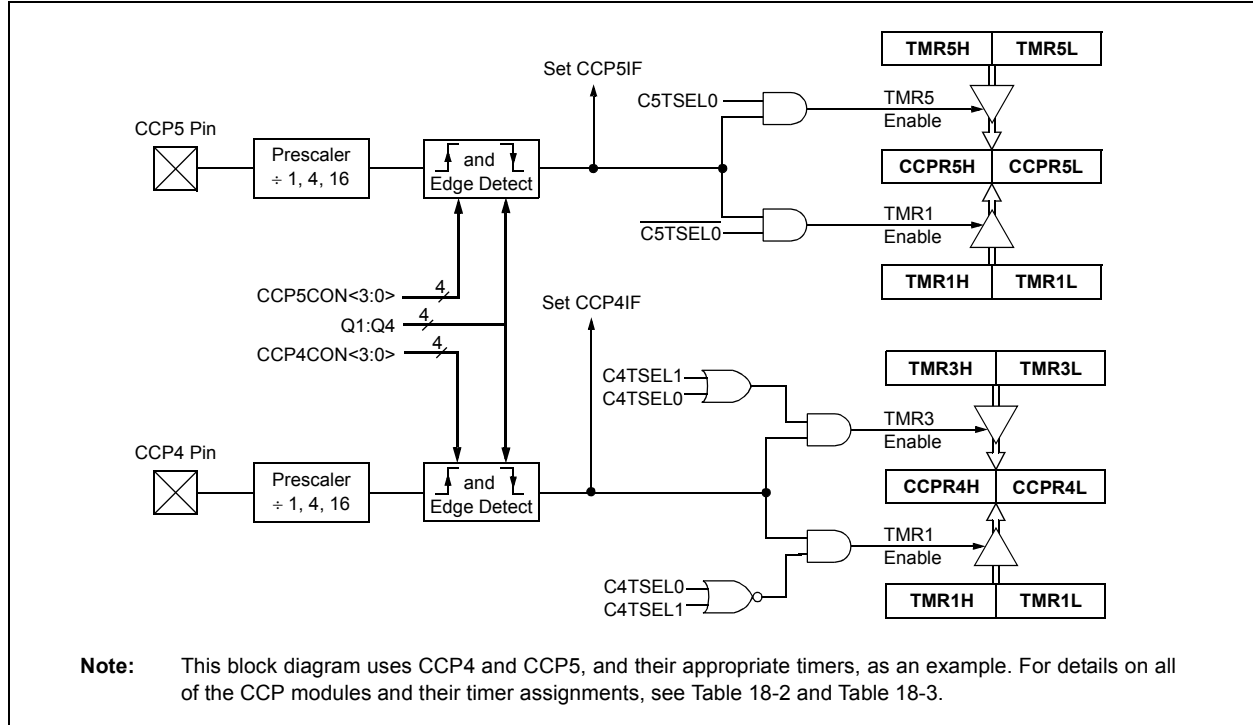 TMR5H TMR5L
Set CCP5IF
C5TSEL0
TMR5
Enable
CCP5 Pin
Prescaler
÷ 1, 4, 16
and
Edge Detect
CCPR5H CCPR5L
C5TSEL0
TMR1
Enable
TMR1H TMR1L
CCP5CON<3:0> 4
Q1:Q4 4
CCP4CON<3:0> 4
Set CCP4IF
TMR3H TMR3L
C4TSEL1
C4TSEL0
TMR3
Enable
CCP4 Pin
Prescaler
÷ 1, 4, 16
and
Edge Detect
CCPR4H CCPR4L
TMR1
Enable
C4TSEL0
C4TSEL1
TMR1H TMR1L
Note: This block diagram uses CCP4 and CCP5, and their appropriate timers, as an example. For details on all
of the CCP modules and their timer assignments, see Table 18-2 and Table 18-3.